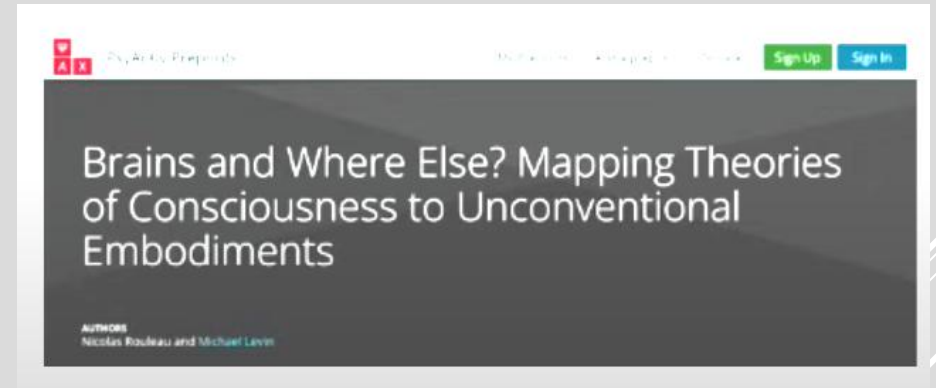 A X
PsyArXiv Preprints
Sign Up Sign In
Brains and Where Else? Mapping Theories
of Consciousness to Unconventional
Embodiments
AUTHORS
Nicolas Rouleau and Michael Levin